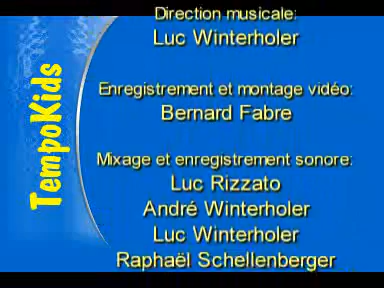 TempoKids
Direction musicale:
Luc Winterholer
Enregistrement et montage vidéo:
Bernard Fabre
Mixage et enregistrement sonore:
Luc Rizzato
André Winterholer
Luc Winterholer
Raphaël Schellenberger